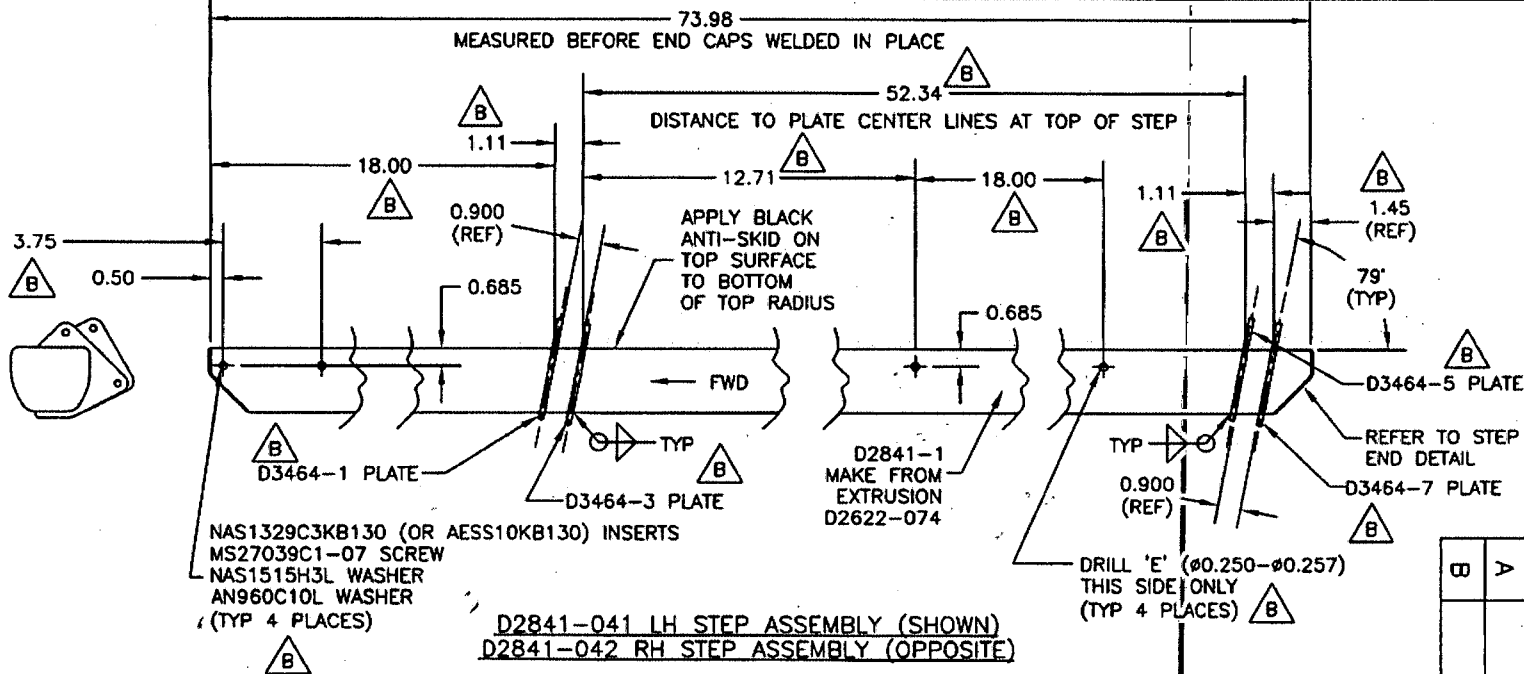 73.98
MEASURED BEFORE END CAPS WELDED IN PLACE
B
52.34
B
DISTANCE TO PLATE CENTER LINES AT TOP OF STEP
1.11
B
18.00
12.71
18.00
1.11
B
1.45
(REF)
B
B
B
0.900
(REF)
APPLY BLACK
ANTI-SKID ON
TOP SURFACE
TO BOTTOM
OF TOP RADIUS
3.75
B
0.50
0.685
0.685
79°
(TYP)
B
FWD
D3464-5 PLATE
B
D3464-1 PLATE
TYP
B
D3464-3 PLATE
D2841-1
MAKE FROM
EXTRUSION
D2622-074
TYP
0.900
(REF)
REFER TO STEP
END DETAIL
D3464-7 PLATE
B
NAS1329C3KB130 (OR AESS10KB130) INSERTS
MS27039C1-07 SCREW
NAS1515H3L WASHER
AN960C10L WASHER
(TYP 4 PLACES)
B
DRILL 'E' (ø0.250-ø0.257)
THIS SIDE ONLY
(TYP 4 PLACES)
B
D2841-041 LH STEP ASSEMBLY (SHOWN)
D2841-042 RH STEP ASSEMBLY (OPPOSITE)
B
A